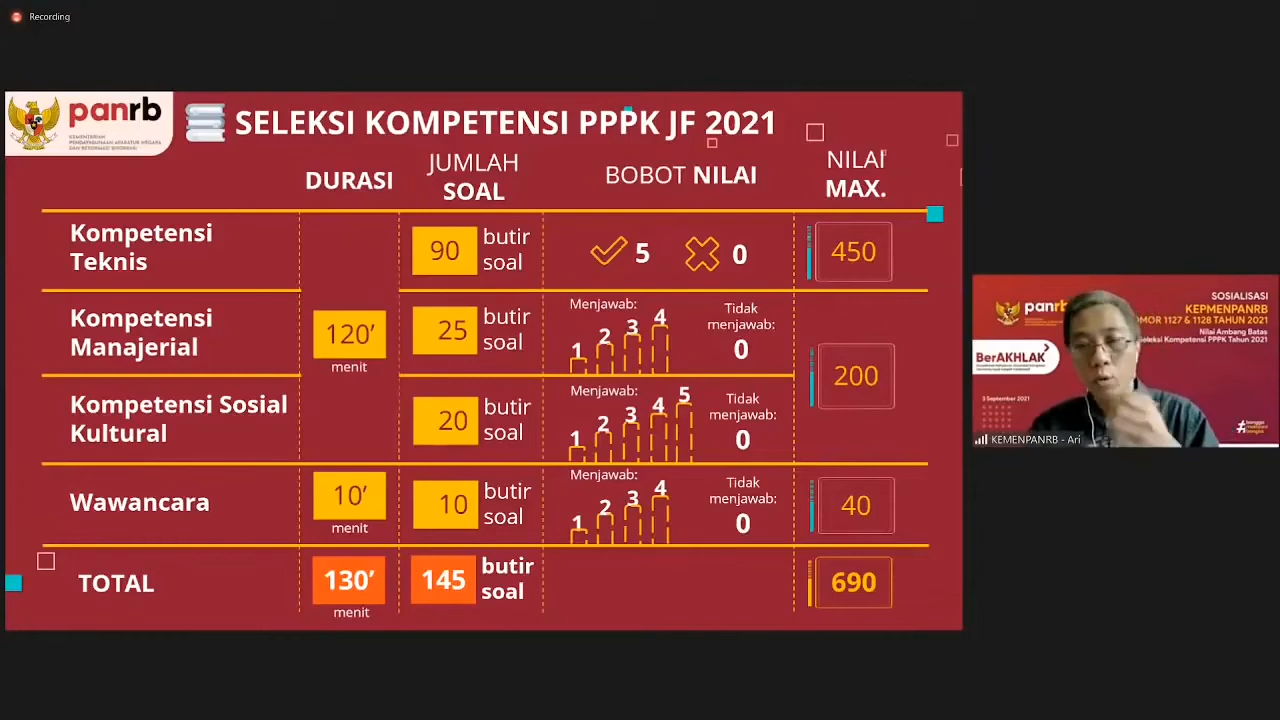 Recording
panrb
KEMENTERIAN
PENDAYAGUNAAN APARATUR NEGARA
DAN REFORMASI BIROKRASI
SELEKSI KOMPETENSI PPPK JF 2021
DURASI
JUMLAH
SOAL
BOBOT NILAI
NILAI
MAX.
Kompetensi
Teknis
90
butir
soal
5
0
450
Kompetensi
Manajerial
120’
menit
25
butir
soal
Menjawab:
1
2
3
4
Tidak
menjawab:
0
200
Kompetensi Sosial
Kultural
20
butir
soal
Menjawab:
1
2
3
4
5
Tidak
menjawab:
0
Wawancara
10’
menit
10
butir
soal
Menjawab:
1
2
3
4
Tidak
menjawab:
0
40
TOTAL
130’
menit
145
butir
soal
690
panrb
SOSIALISASI
KEPMENPANRB
OMOR 1127 & 1128 TAHUN 2021
Nilai Ambang Batas
Seleksi Kompetensi PPPK Tahun 2021
BerAKHLAK
3 September 2021
#bangga
melayani
bangsa
KEMENPANRB - Ari